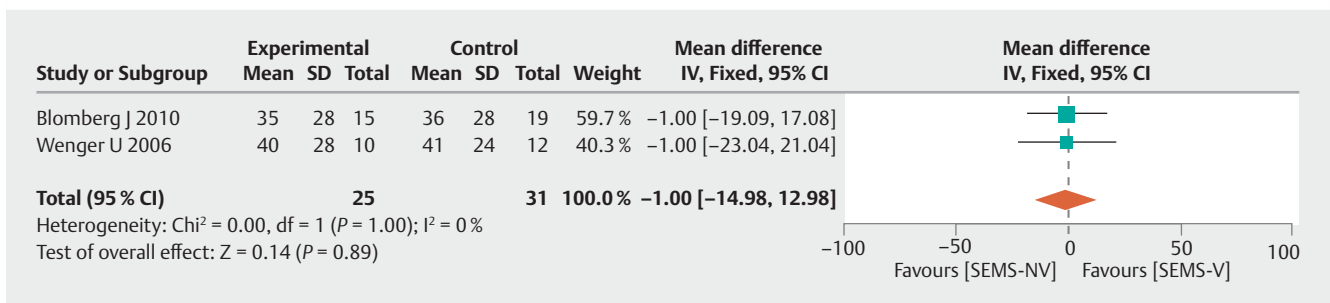 Experimental Control Mean difference Mean difference
Study or Subgroup Mean SD Total Mean SD Total Weight IV, Fixed, 95% CI IV, Fixed, 95% CI
Blomberg J 2010 35 28 15 36 28 19 59.7 % −1.00 [−19.09, 17.08]
Wenger U 2006 40 28 10 41 24 12 40.3 % −1.00 [−23.04, 21.04]
Total (95 % CI) 25 31 100.0 % −1.00 [−14.98, 12.98]
Heterogeneity: Chi² = 0.00, df = 1 (P = 1.00); I² = 0 %
Test of overall effect: Z = 0.14 (P = 0.89)
−100 −50 0 50 100
Favours [SEMS-NV] Favours [SEMS-V]